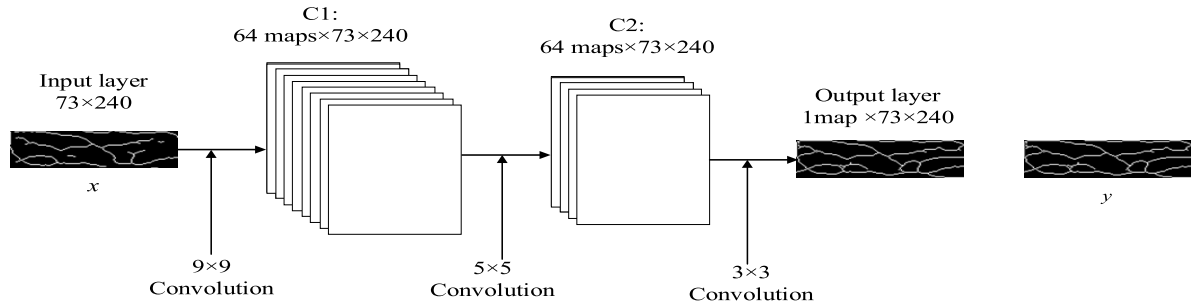 C1:
64 maps×73×240
C2:
64 maps×73×240
Input layer
73×240
Output layer
1map ×73×240
x
y
9×9
Convolution
5×5
Convolution
3×3
Convolution